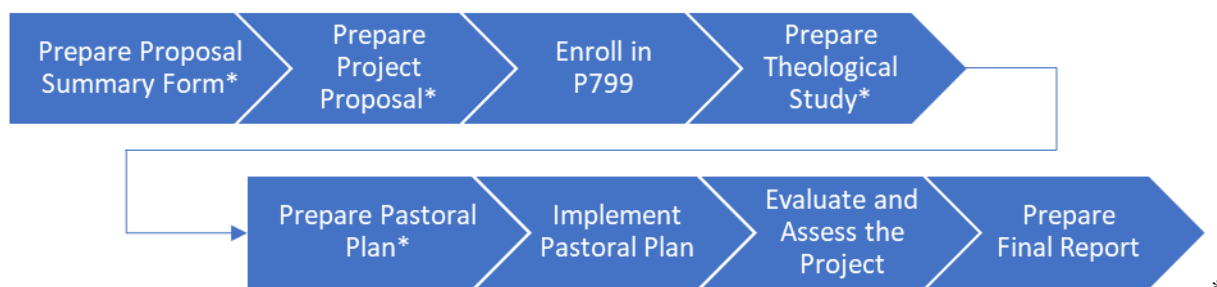 Prepare Proposal
Summary Form*
Prepare
Project
Proposal*
Enroll in
P799
Prepare
Theological
Study*
Prepare Pastoral
Plan*
Implement
Pastoral Plan
Evaluate and
Assess the
Project
Prepare
Final Report
*